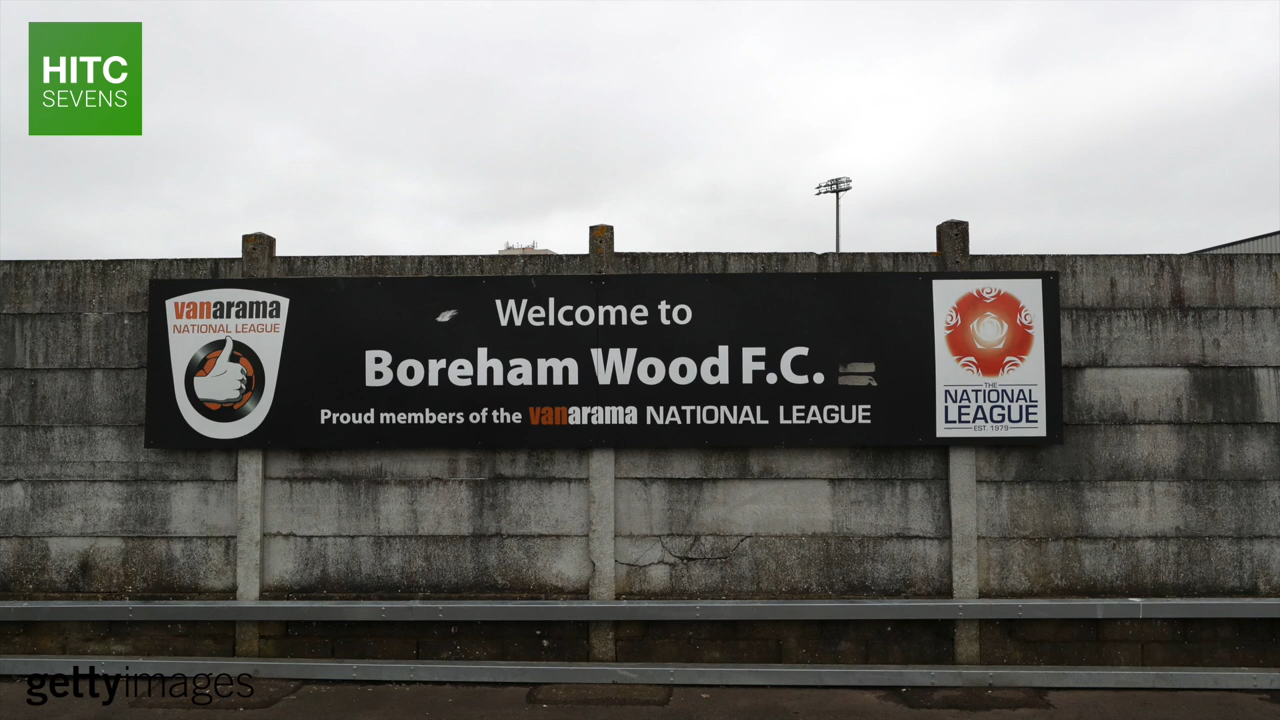 HITC
SEVENS
vanarama
NATIONAL LEAGUE
Welcome to
Boreham Wood F.C.
Proud members of the vanarama NATIONAL LEAGUE
THE
NATIONAL
LEAGUE
EST. 1979
gettyimages